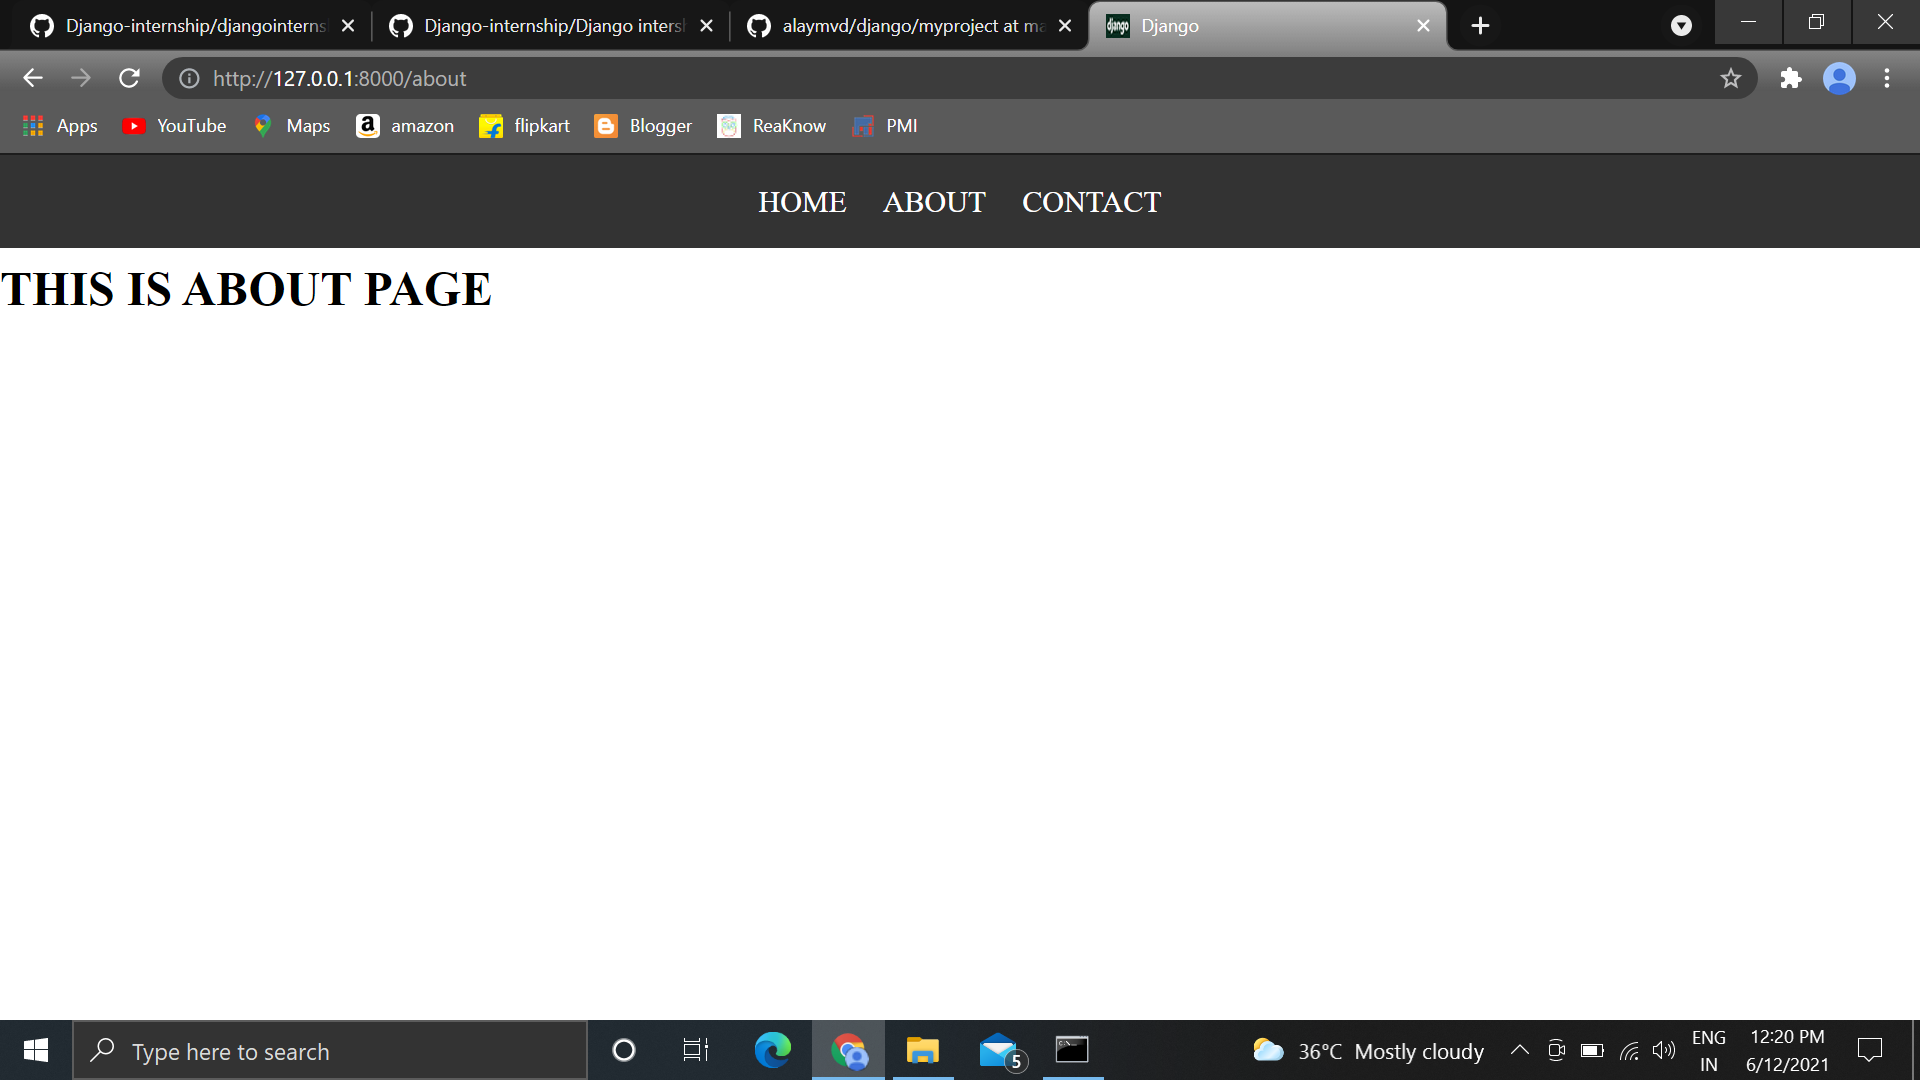 Django-internship/djangointerns
Django-internship/Django inters
alaymvd/django/myproject at ma
django
Django
http://127.0.0.1:8000/about
Apps
YouTube
Maps
a
amazon
flipkart
Blogger
ReaKnow
PMI
HOME ABOUT CONTACT
THIS IS ABOUT PAGE
Type here to search
5
36°C Mostly cloudy
ENG
IN
12:20 PM
6/12/2021